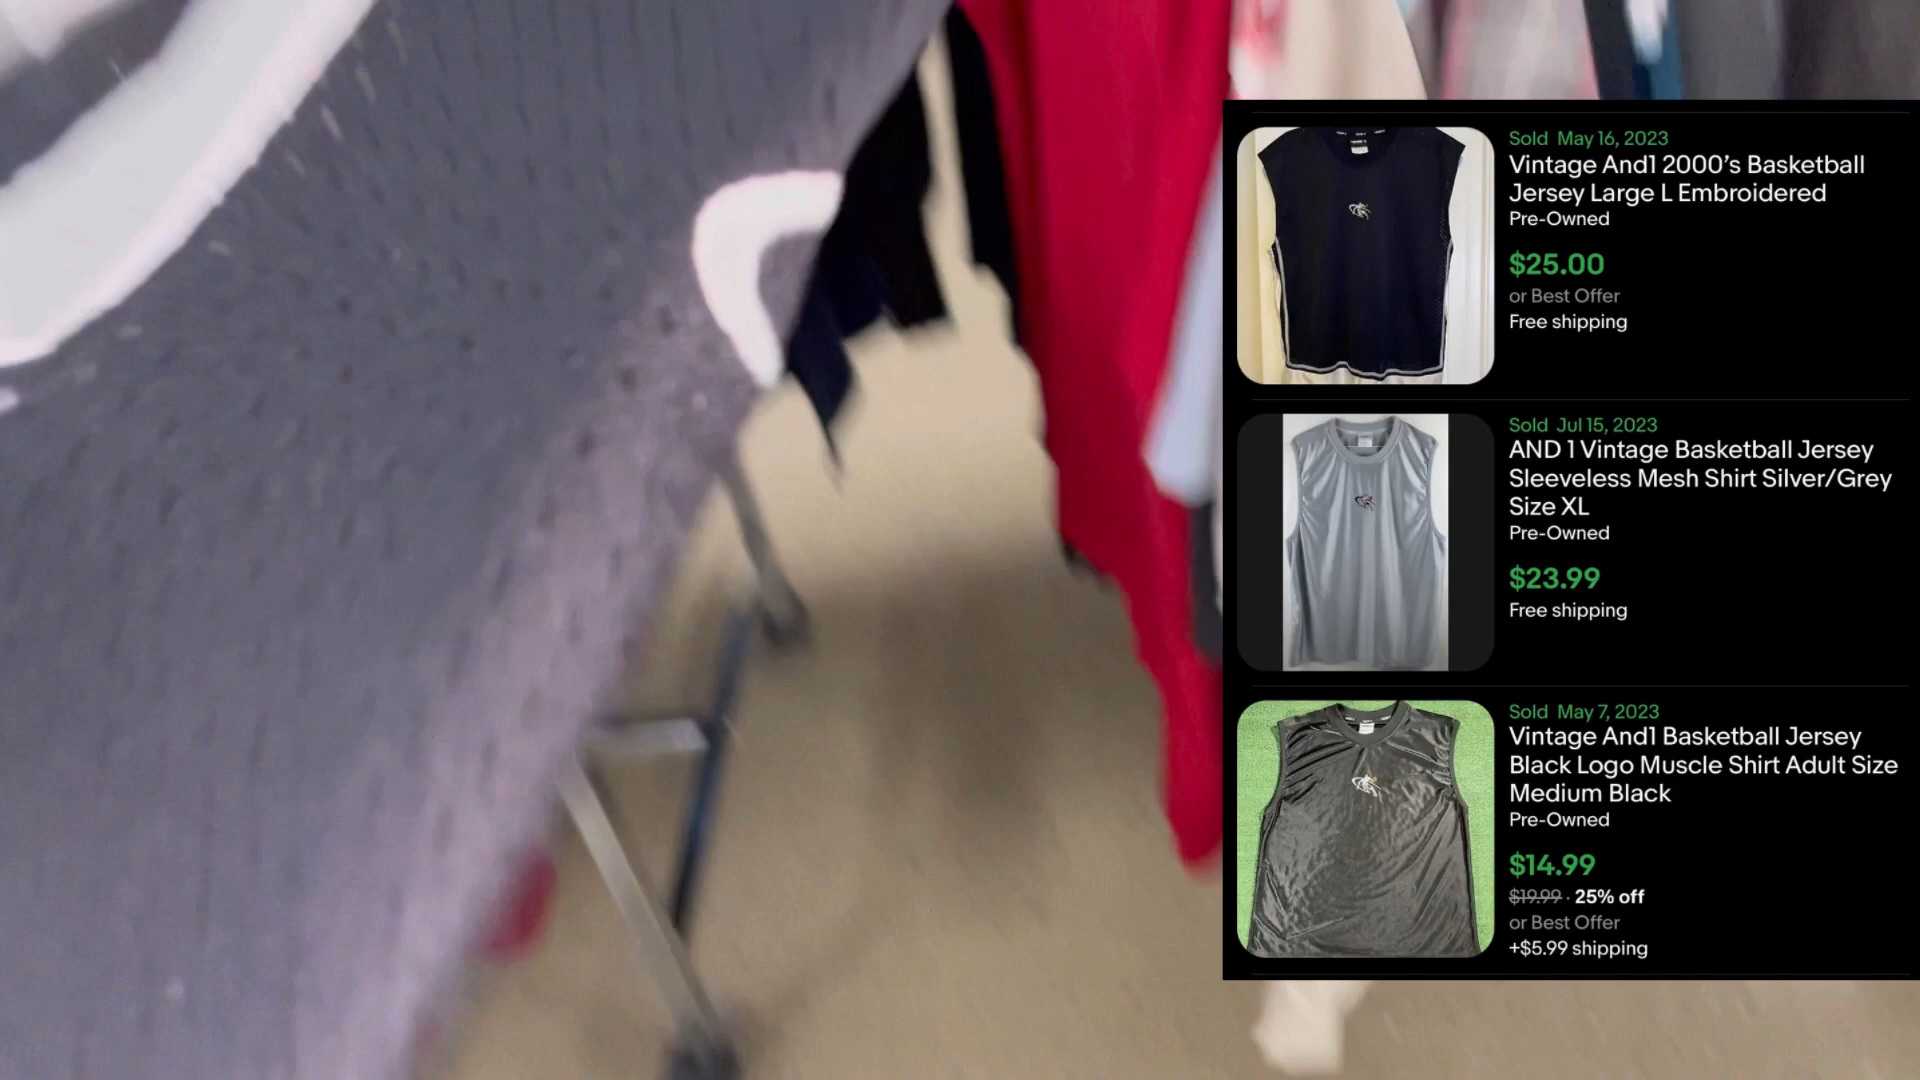 Sold May 16, 2023
Vintage And1 2000's Basketball
Jersey Large L Embroidered
Pre-Owned
$25.00
or Best Offer
Free shipping
Sold Jul 15, 2023
AND 1 Vintage Basketball Jersey
Sleeveless Mesh Shirt Silver/Grey
Size XL
Pre-Owned
$23.99
Free shipping
Sold May 7, 2023
Vintage And1 Basketball Jersey
Black Logo Muscle Shirt Adult Size
Medium Black
Pre-Owned
$14.99
$19.99 · 25% off
or Best Offer
+$5.99 shipping